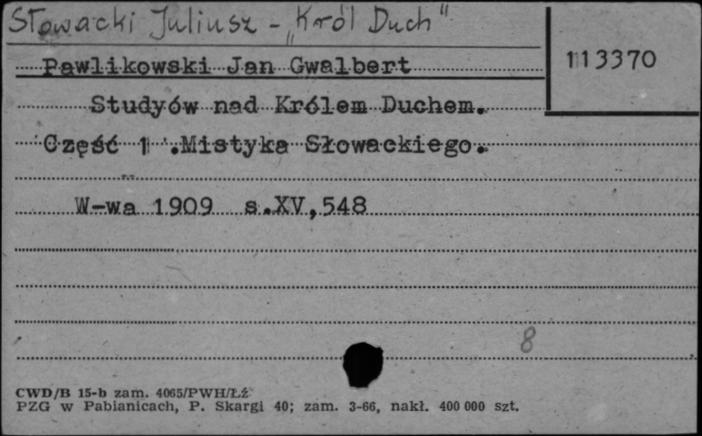 Słowacki Juliusz - „Król Duch"
113370
Pawlikowski Jan Gwalbert
Studyów nad Królem Duchem.
Część 1 .Mistyka Słowackiego.
W-wa 1909 s.XV,548
8
CWD/B 15-b zam. 4065/PWH/Łź
PZG w Pabianicach, P. Skargi 40; zam. 3-66, nakł. 400 000 szt.